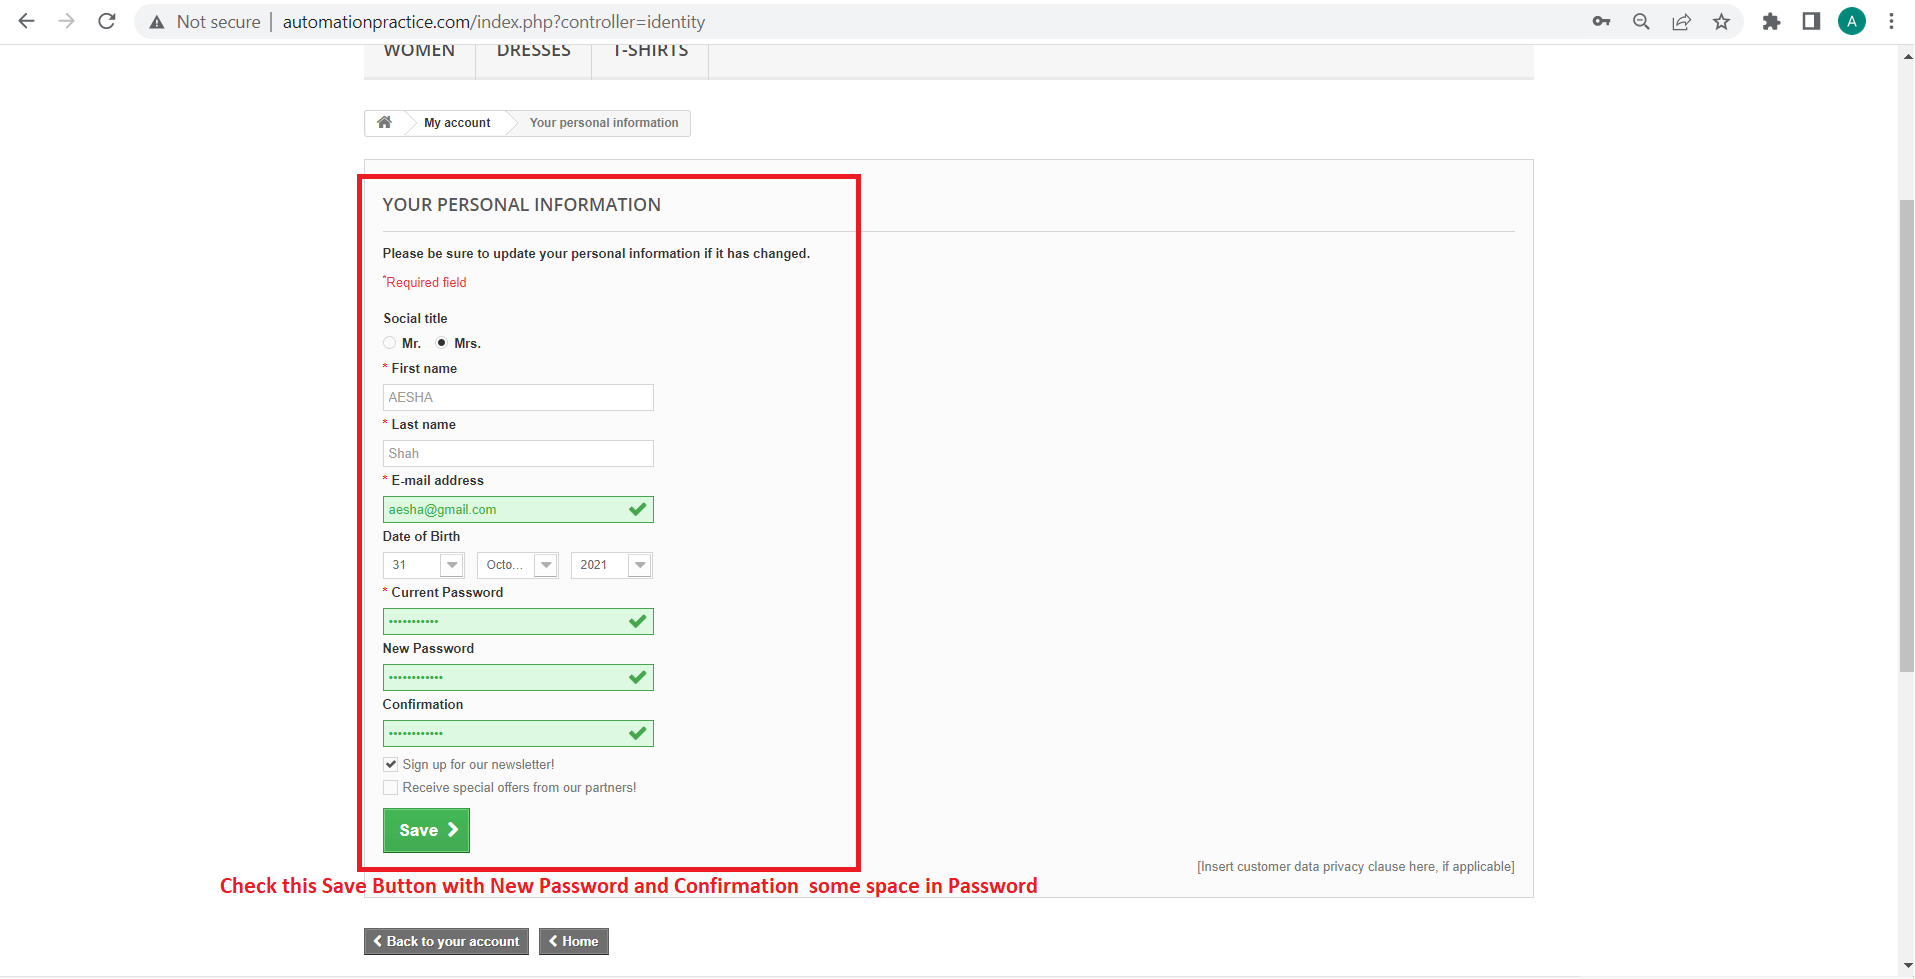 Not secure | automationpractice.com/index.php?controller=identity
A
WOMEN DRESSES T-SHIRTS
My account Your personal information
YOUR PERSONAL INFORMATION
Please be sure to update your personal information if it has changed.
*Required field
Social title
Mr. Mrs.
* First name
AESHA
* Last name
Shah
* E-mail address
aesha@gmail.com
Date of Birth
31 Octo... 2021
* Current Password
•••••••••••
New Password
••••••••••••
Confirmation
••••••••••••
Sign up for our newsletter!
Receive special offers from our partners!
Save
[Insert customer data privacy clause here, if applicable]
Check this Save Button with New Password and Confirmation  some space in Password
Back to your account Home